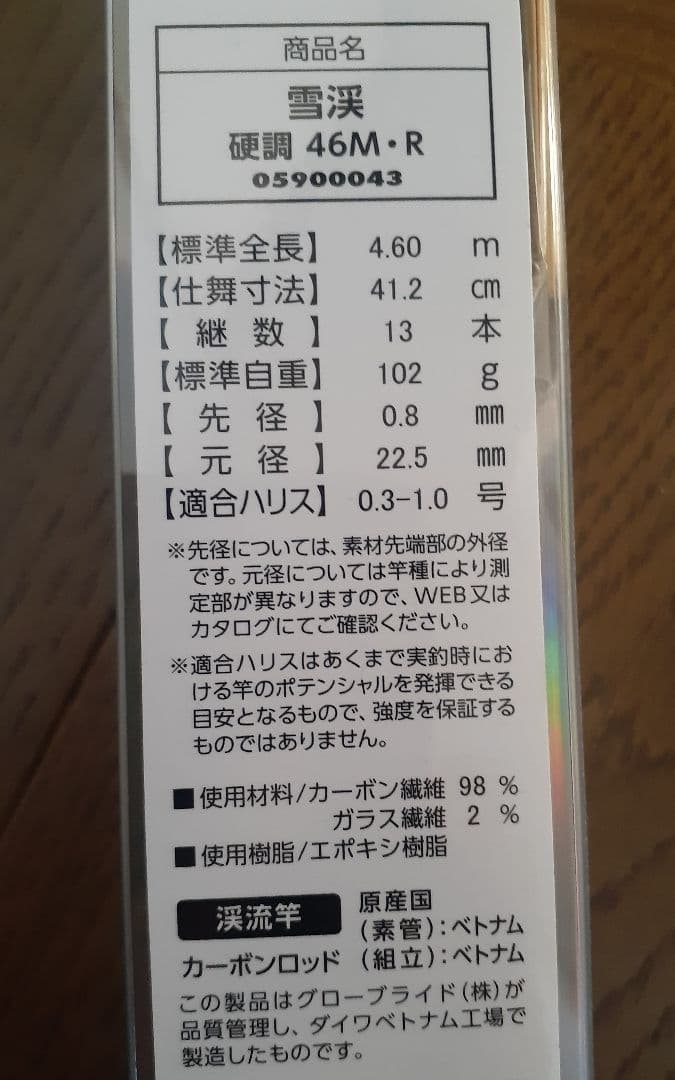 商品名
雪渓
硬調 46M・R
05900043
【標準全長】 4.60 m
【仕舞寸法】 41.2 cm
【継数】 13 本
【標準自重】 102 g
【先径】 0.8 mm
【元径】 22.5 mm
【適合ハリス】 0.3-1.0 号
※先径については、素材先端部の外径
です。元径については竿種により測
定部が異なりますので、WEB又は
カタログにてご確認ください。
※適合ハリスはあくまで実釣時にお
ける竿のポテンシャルを発揮できる
目安となるもので、強度を保証する
ものではありません。
■使用材料/カーボン繊維 98 %
ガラス繊維 2 %
■使用樹脂/エポキシ樹脂
渓流竿
カーボンロッド
原産国
(素管):ベトナム
(組立):ベトナム
この製品はグローブライド(株)が
品質管理し、ダイワベトナム工場で
製造したものです。